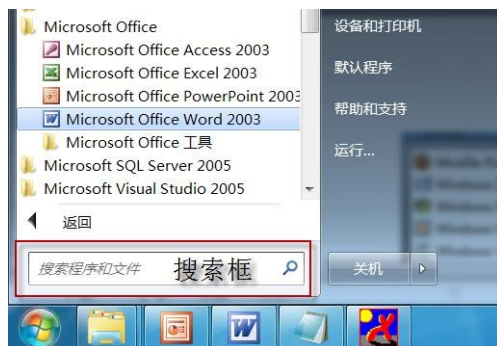 Microsoft Office
Microsoft Office Access 2003
Microsoft Office Excel 2003
Microsoft Office PowerPoint 2003
Microsoft Office Word 2003
Microsoft Office 工具
Microsoft SQL Server 2005
Microsoft Visual Studio 2005
返回
搜索程序和文件 搜索框
设备和打印机
默认程序
帮助和支持
运行...
关机